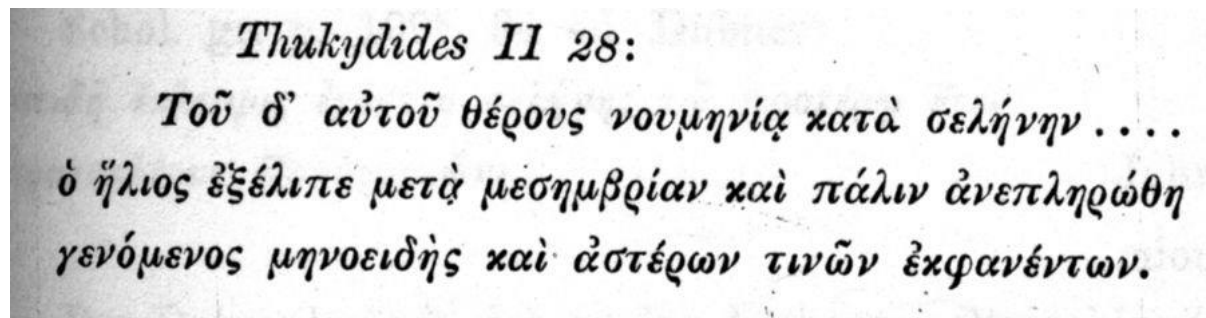 Thukydides II 28:
Τοῦ δ' αὐτοῦ θέρους νουμηνίᾳ κατὰ σελήνην ....
ὁ ἥλιος ἐξέλιπε μετὰ μεσημβρίαν καὶ πάλιν ἀνεπληρώθη
γενόμενος μηνοειδὴς καὶ ἀστέρων τινῶν ἐκφανέντων.